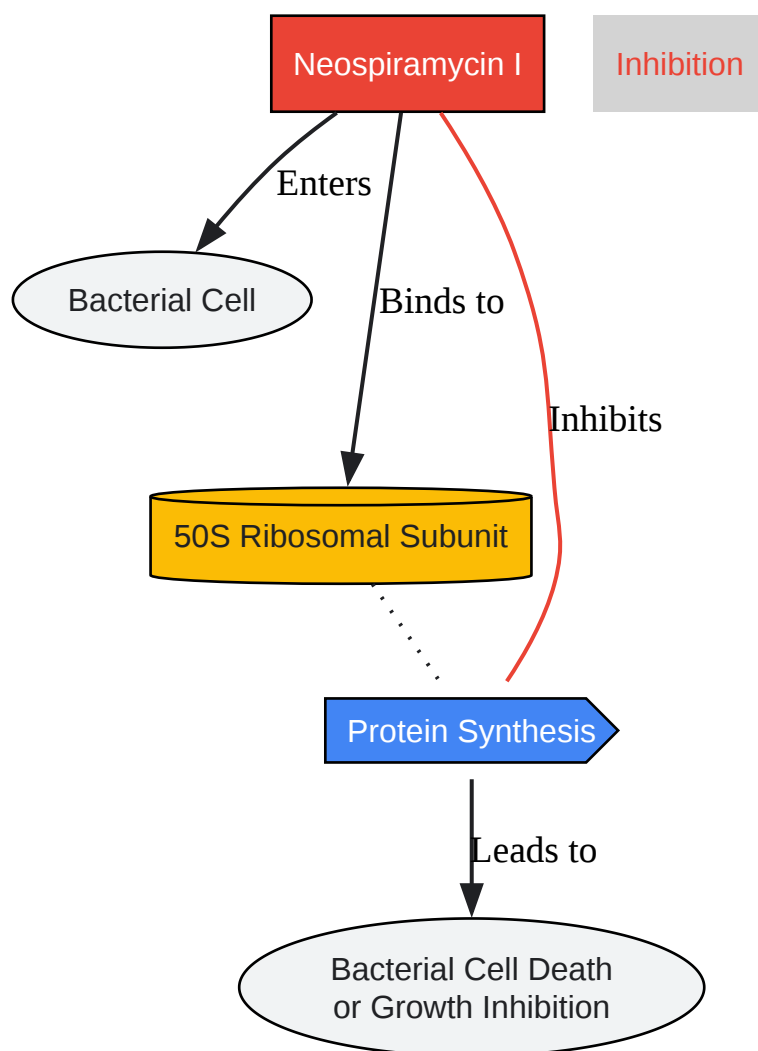 Neospiramycin I
Inhibition
Enters
Bacterial Cell
Binds to
Inhibits
50S Ribosomal Subunit
Protein Synthesis
Leads to
Bacterial Cell Death
or Growth Inhibition